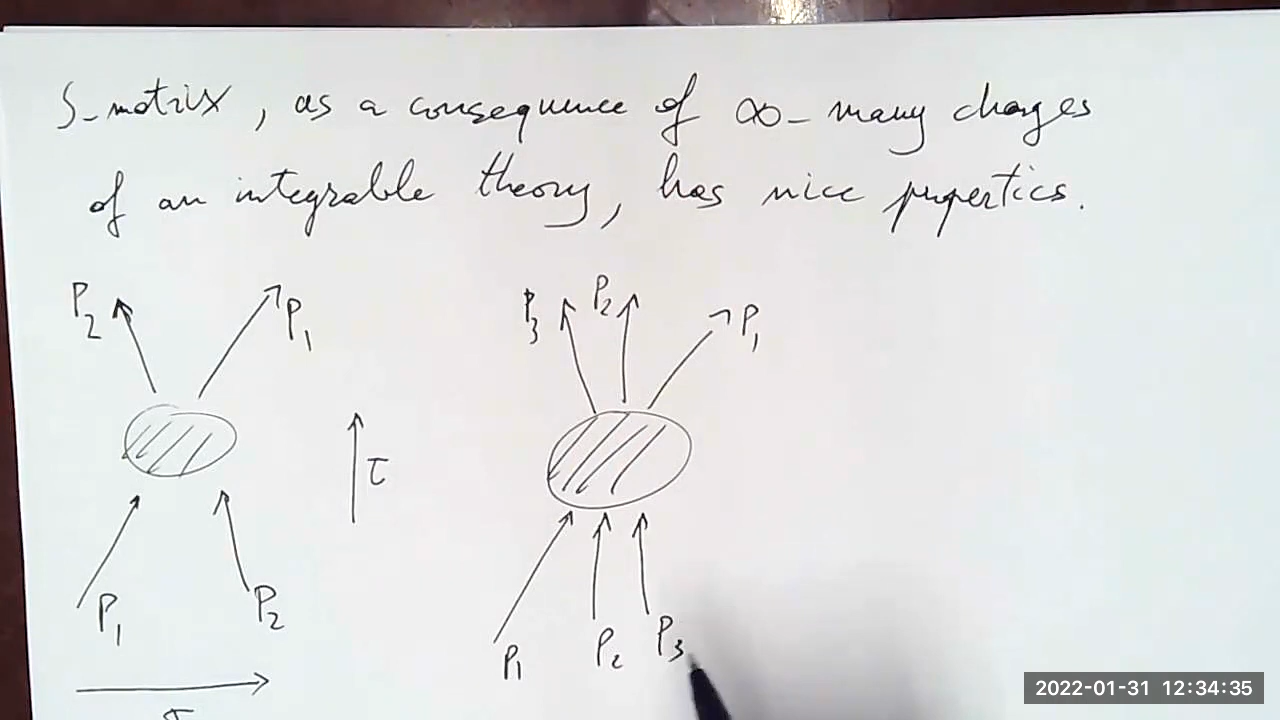 S-matrix, as a consequence of ∞-many charges
of an integrable theory, has nice properties.
P2 P1 P3 P2 P1
τ
P1 P2 P1 P2 P3
2022-01-31 12:34:35